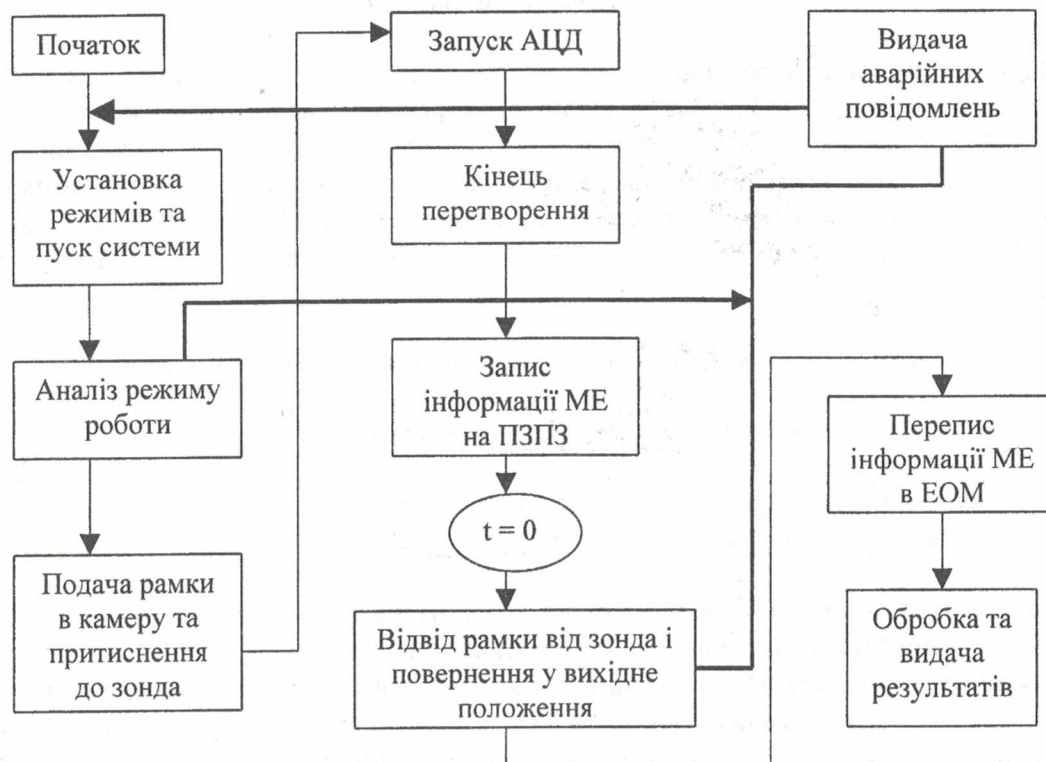 Початок
Установка
режимів та
пуск системи
Аналіз режиму
роботи
Подача рамки
в камеру та
притиснення
до зонда
Запуск АЦД
Кінець
перетворення
Запис
інформації МЕ
на ПЗПЗ
t = 0
Відвід рамки від зонда і
повернення у вихідне
положення
Видача
аварійних
повідомлень
Перепис
інформації МЕ
в ЕОМ
Обробка та
видача
результатів